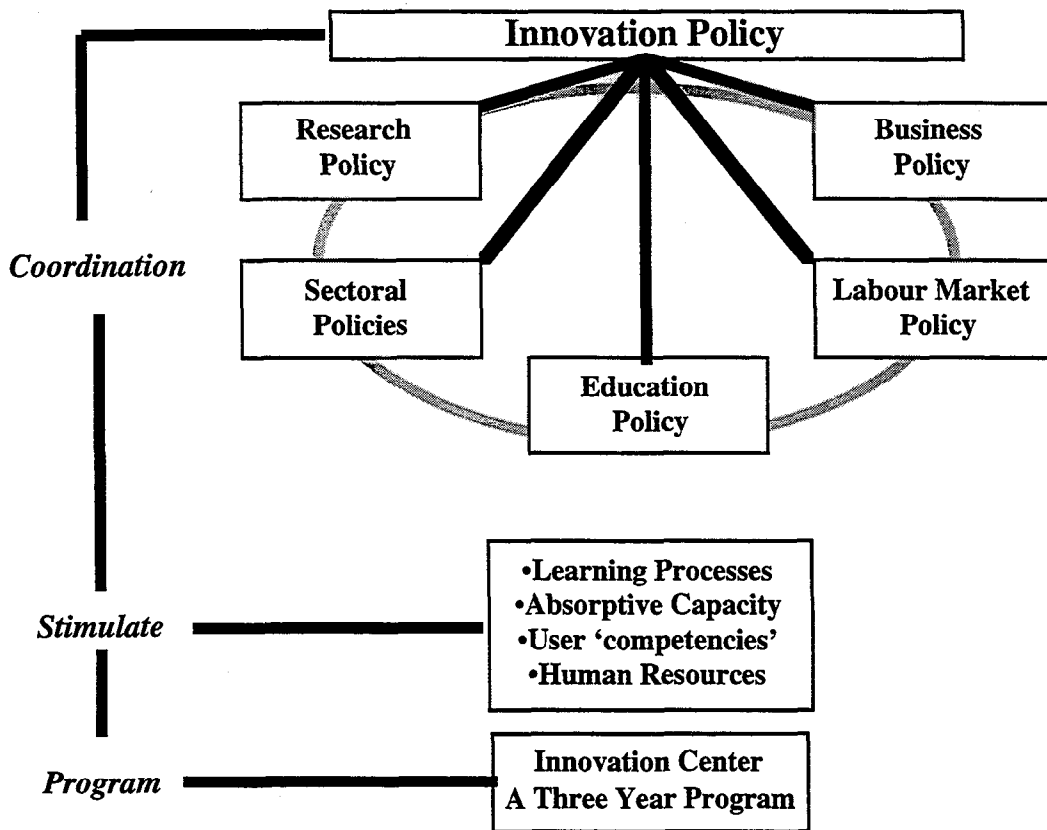 Innovation Policy
Research
Policy
Business
Policy
Coordination
Sectoral
Policies
Labour Market
Policy
Education
Policy
Stimulate
•Learning Processes
•Absorptive Capacity
•User ‘competencies’
•Human Resources
Program
Innovation Center
A Three Year Program